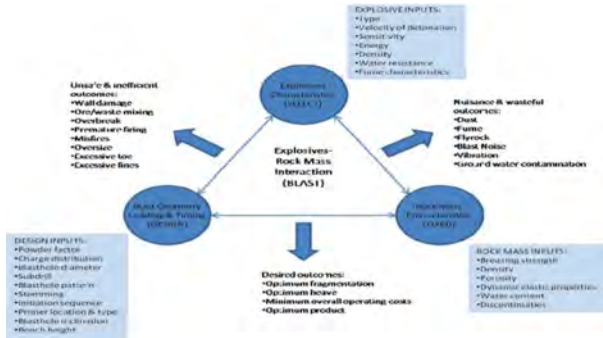 EXPLOSIVE INPUTS:
•Type
•Velocity of detonation
•Sensitivity
•Energy
•Density
•Water resistance
•Fume characteristics
Explosives
Characteristics
(SELECT)
Unsafe & inefficient
outcomes:
•Wall damage
•Ore/waste mixing
•Overbreak
•Premature firing
•Misfires
•Oversize
•Excessive toe
•Excessive fines
Nuisance & wasteful
outcomes:
•Dust
•Fume
•Flyrock
•Blast Noise
•Vibration
•Ground water contamination
Explosives-
Rock Mass
Interaction
(BLAST)
Blast Geometry
Loading & Timing
(DESIGN)
Rock Mass
Characteristics
DESIGN INPUTS:
•Powder factor
•Charge distribution
•Blasthole diameter
•Subdrill
•Blasthole pattern
•Stemming
•Initiation sequence
•Primer location & type
•Blasthole inclination
•Bench height
Desired outcomes:
•Optimum fragmentation
•Optimum heave
•Minimum overall operating costs
•Optimum product
ROCK MASS INPUTS:
•Breaking strength
•Density
•Porosity
•Dynamic elastic properties
•Water content
•Discontinuities